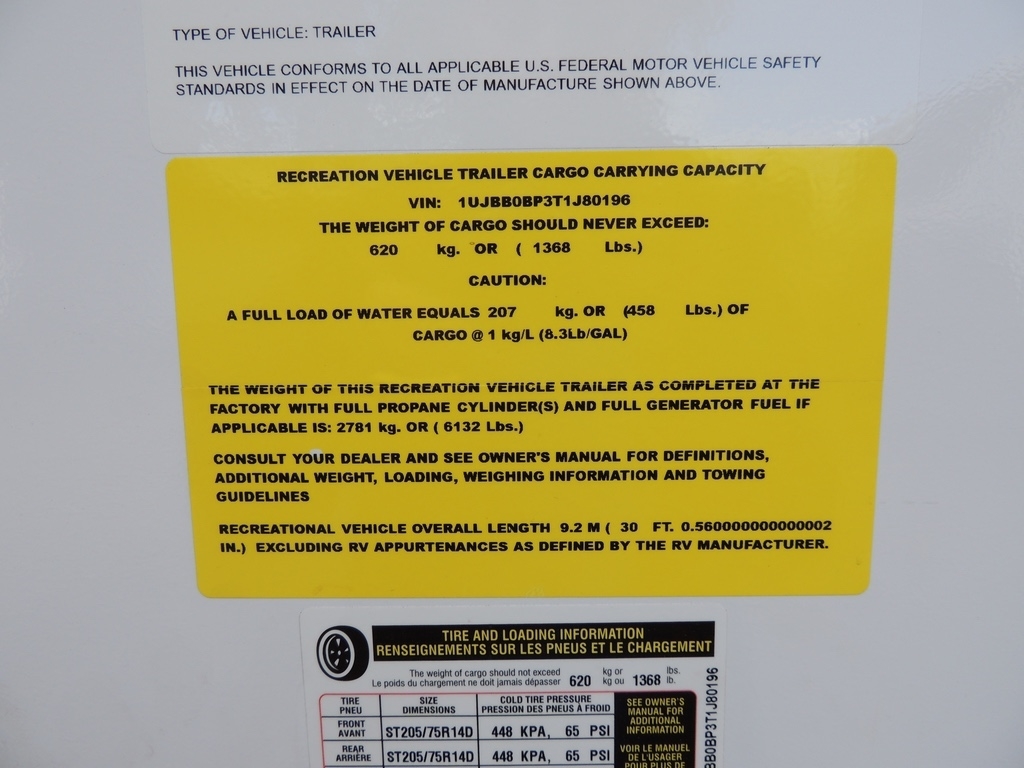 TYPE OF VEHICLE: TRAILER
THIS VEHICLE CONFORMS TO ALL APPLICABLE U.S. FEDERAL MOTOR VEHICLE SAFETY
STANDARDS IN EFFECT ON THE DATE OF MANUFACTURE SHOWN ABOVE.
RECREATION VEHICLE TRAILER CARGO CARRYING CAPACITY
VIN: 1UJBB0BP3T1J80196
THE WEIGHT OF CARGO SHOULD NEVER EXCEED:
620 kg. OR ( 1368 Lbs.)
CAUTION:
A FULL LOAD OF WATER EQUALS 207 kg. OR (458 Lbs.) OF
CARGO @ 1 kg/L (8.3Lb/GAL)
THE WEIGHT OF THIS RECREATION VEHICLE TRAILER AS COMPLETED AT THE
FACTORY WITH FULL PROPANE CYLINDER(S) AND FULL GENERATOR FUEL IF
APPLICABLE IS: 2781 kg. OR ( 6132 Lbs.)
CONSULT YOUR DEALER AND SEE OWNER'S MANUAL FOR DEFINITIONS,
ADDITIONAL WEIGHT, LOADING, WEIGHING INFORMATION AND TOWING
GUIDELINES
RECREATIONAL VEHICLE OVERALL LENGTH 9.2 M ( 30 FT. 0.560000000000002
IN.) EXCLUDING RV APPURTENANCES AS DEFINED BY THE RV MANUFACTURER.
TIRE AND LOADING INFORMATION
RENSEIGNEMENTS SUR LES PNEUS ET LE CHARGEMENT
The weight of cargo should not exceed 620 kg or 1368 lbs.
Le poids du chargement ne doit jamais dépasser kg ou lb.
TIRE SIZE COLD TIRE PRESSURE
PNEU DIMENSIONS PRESSION DES PNEUS À FROID
FRONT
AVANT ST205/75R14D 448 KPA, 65 PSI
REAR
ARRIÈRE ST205/75R14D 448 KPA, 65 PSI
SEE OWNER'S
MANUAL FOR
ADDITIONAL
INFORMATION
VOIR LE MANUEL
DE L'USAGER
POUR PLUS DE
BB0BP3T1J80196